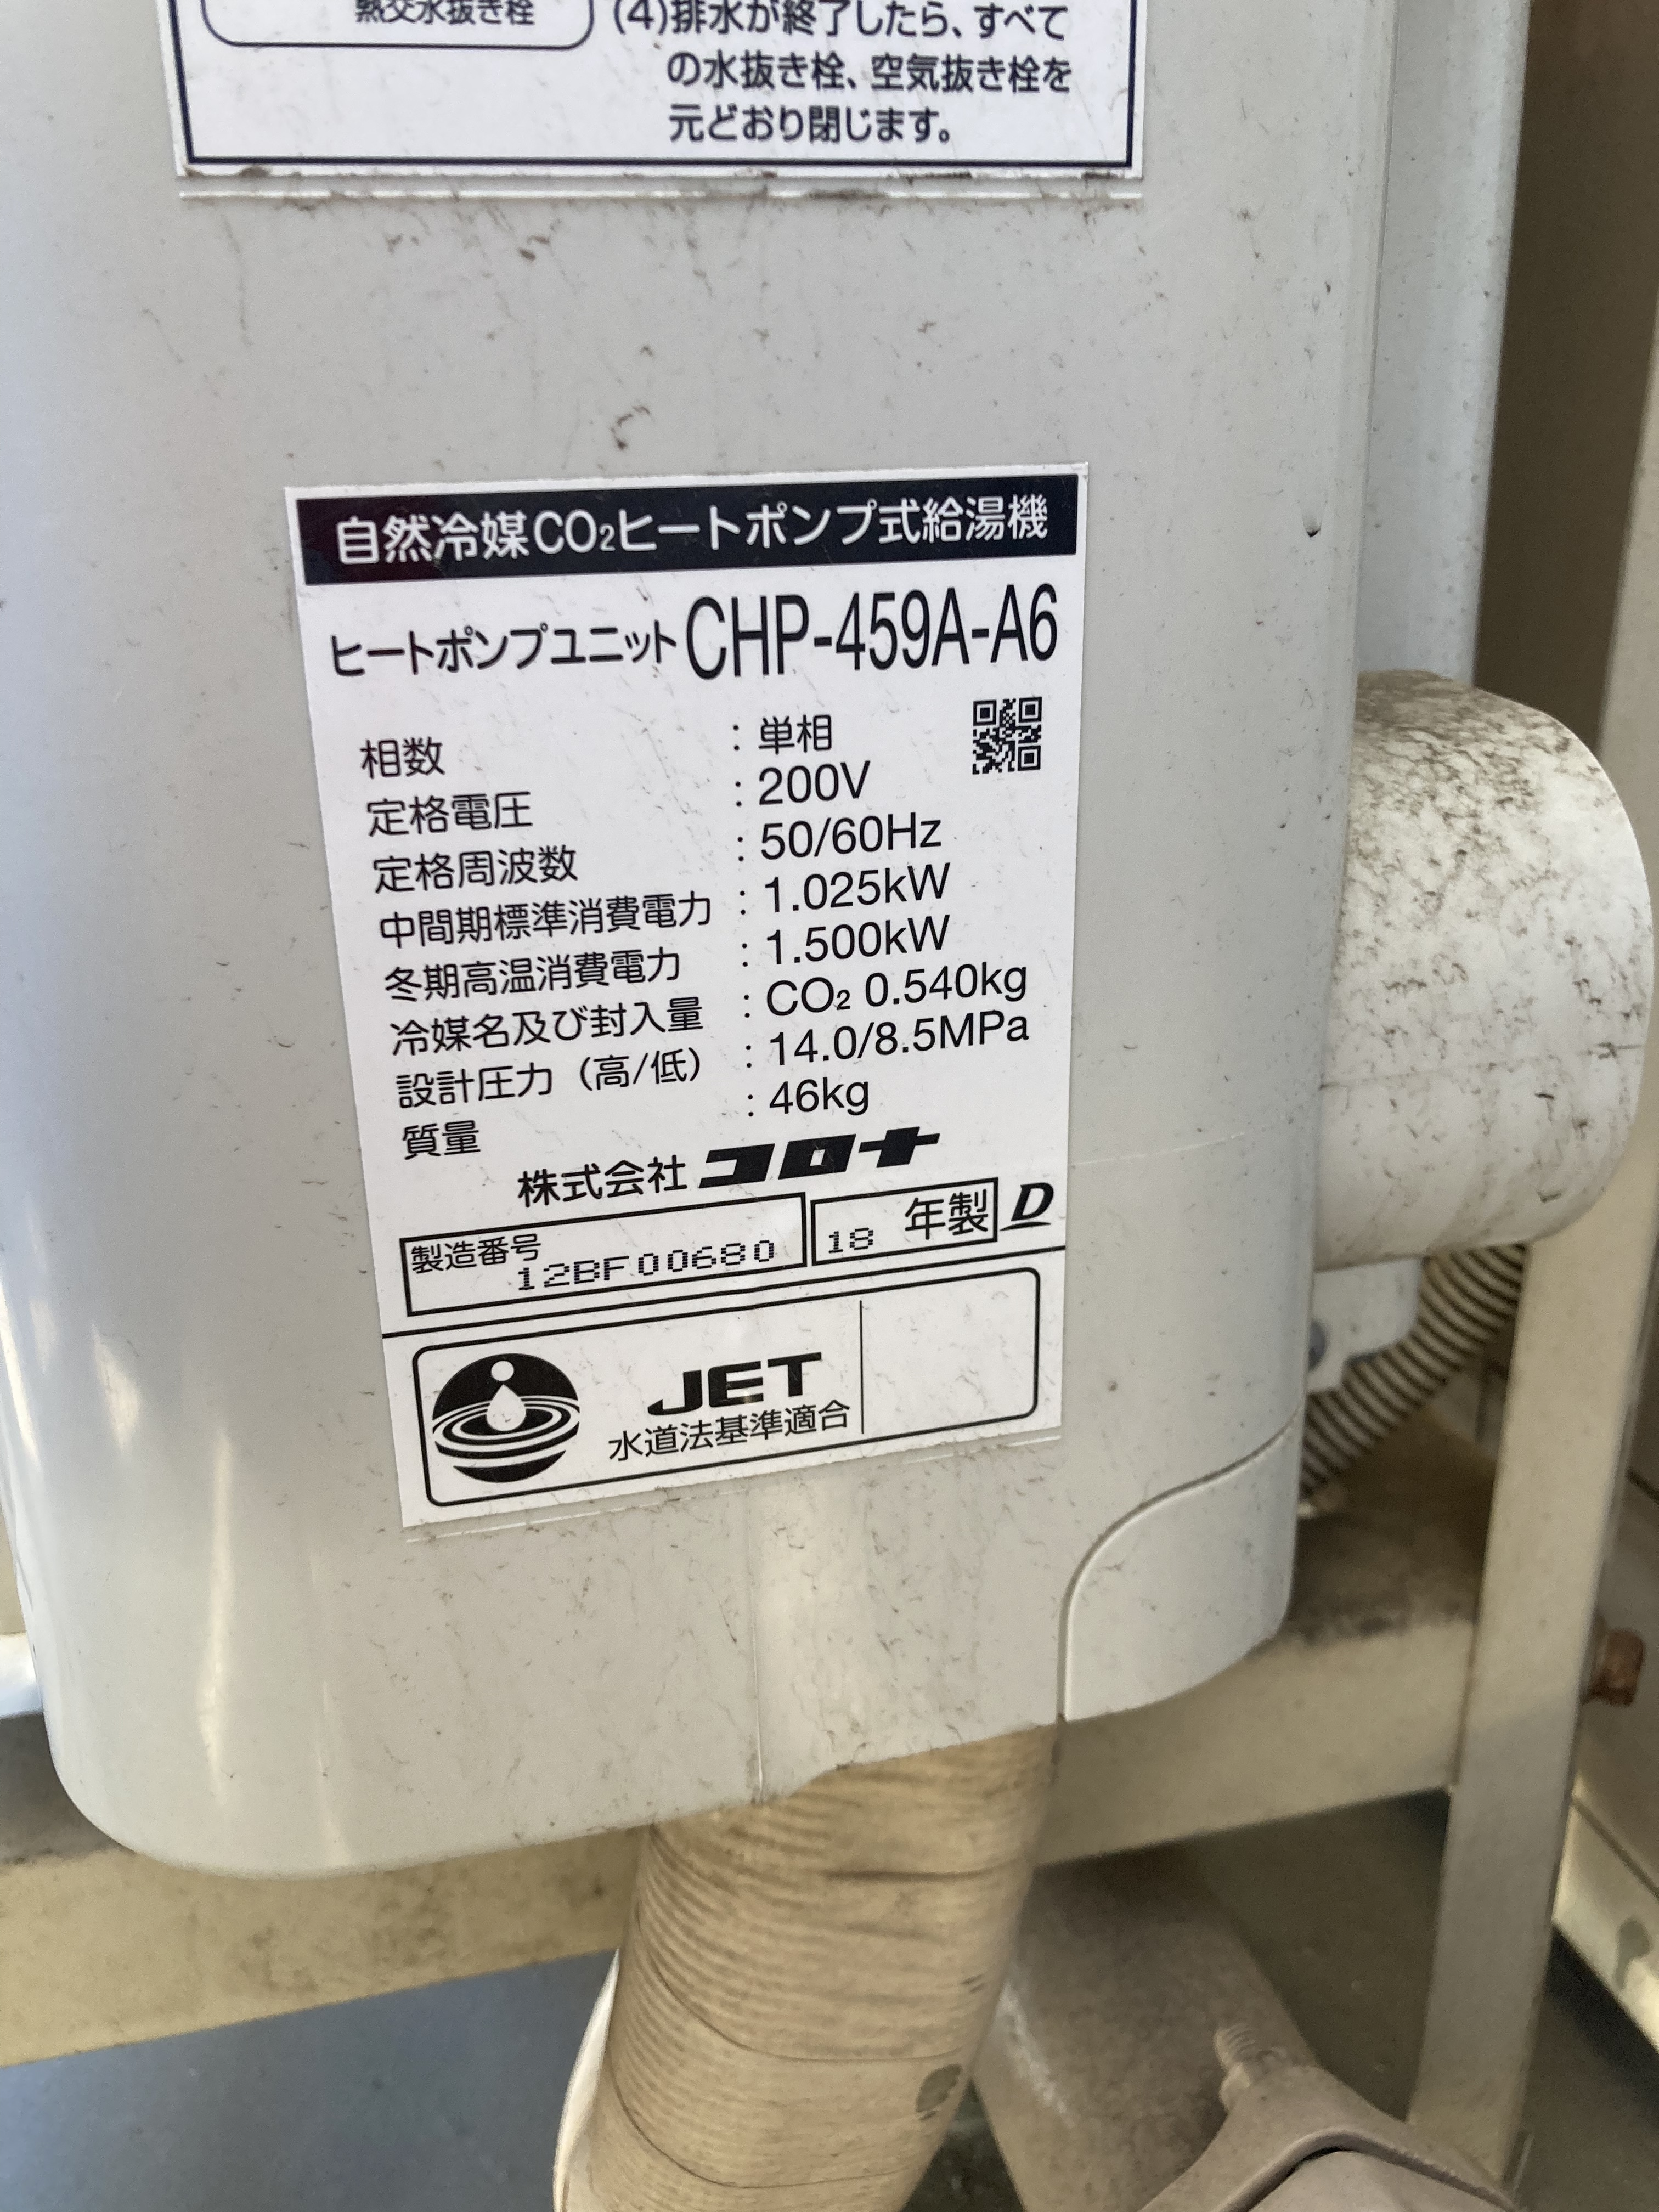 熱交水抜き栓
(4)排水が終了したら、すべて
の水抜き栓、空気抜き栓を
元どおり閉じます。
自然冷媒CO₂ヒートポンプ式給湯機
ヒートポンプユニット CHP-459A-A6
相数 : 単相
定格電圧 : 200V
定格周波数 : 50/60Hz
中間期標準消費電力 : 1.025kW
冬期高温消費電力 : 1.500kW
冷媒名及び封入量 : CO₂ 0.540kg
設計圧力（高/低） : 14.0/8.5MPa
質量 : 46kg
株式会社 コロナ
製造番号 12BF00680 18 年製 D
JET
水道法基準適合